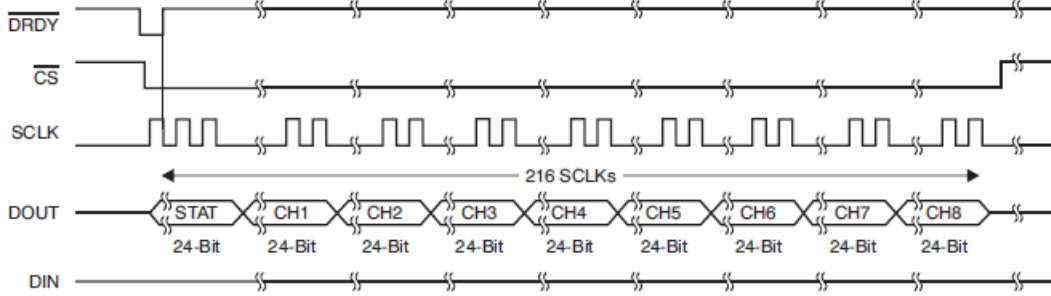 DRDY
CS
SCLK
216 SCLKs
DOUT STAT CH1 CH2 CH3 CH4 CH5 CH6 CH7 CH8
24-Bit 24-Bit 24-Bit 24-Bit 24-Bit 24-Bit 24-Bit 24-Bit 24-Bit
DIN